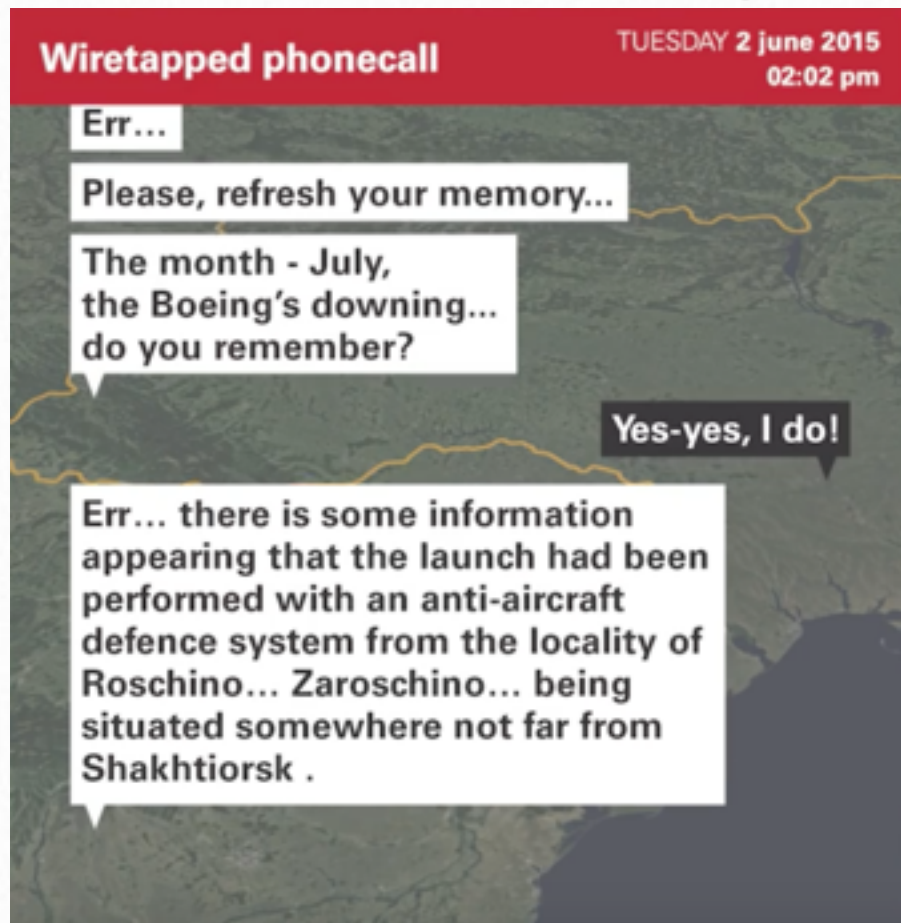 Wiretapped phonecall
TUESDAY 2 june 2015
02:02 pm
Err...
Please, refresh your memory...
The month - July,
the Boeing's downing...
do you remember?
Yes-yes, I do!
Err... there is some information
appearing that the launch had been
performed with an anti-aircraft
defence system from the locality of
Roschino... Zaroschino... being
situated somewhere not far from
Shakhtiorsk .